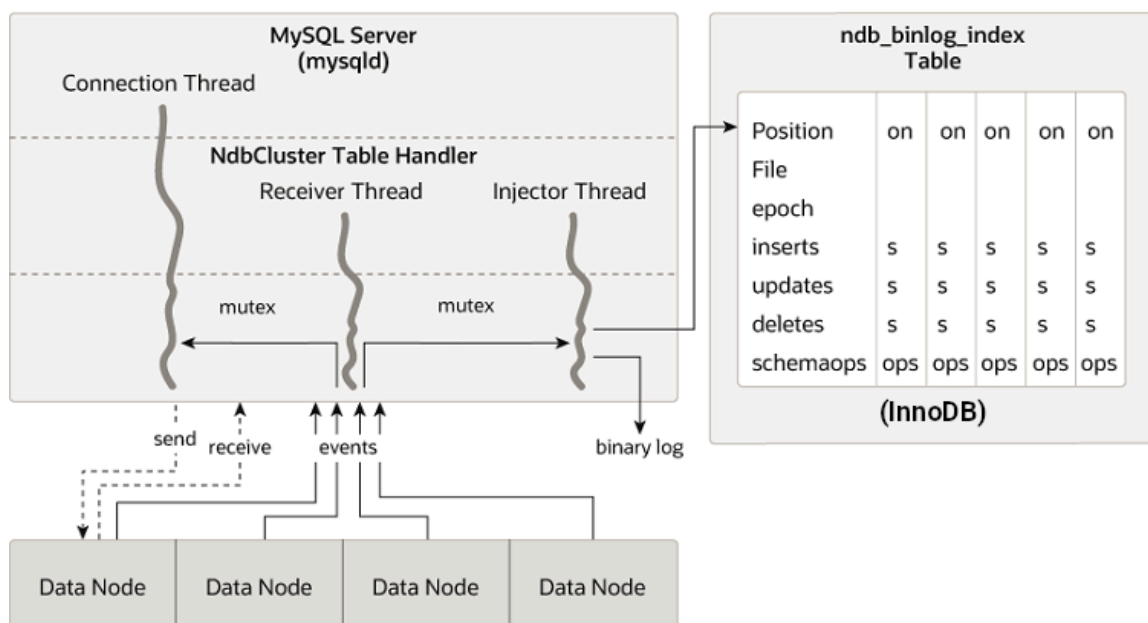 MySQL Server
(mysqld)
Connection Thread
NdbCluster Table Handler
Receiver Thread
Injector Thread
mutex
mutex
send
receive
events
binary log
Data Node
Data Node
Data Node
Data Node
ndb_binlog_index
Table
Position on on on on on
File
epoch
inserts s s s s s
updates s s s s s
deletes s s s s s
schemaops ops ops ops ops ops
(InnoDB)